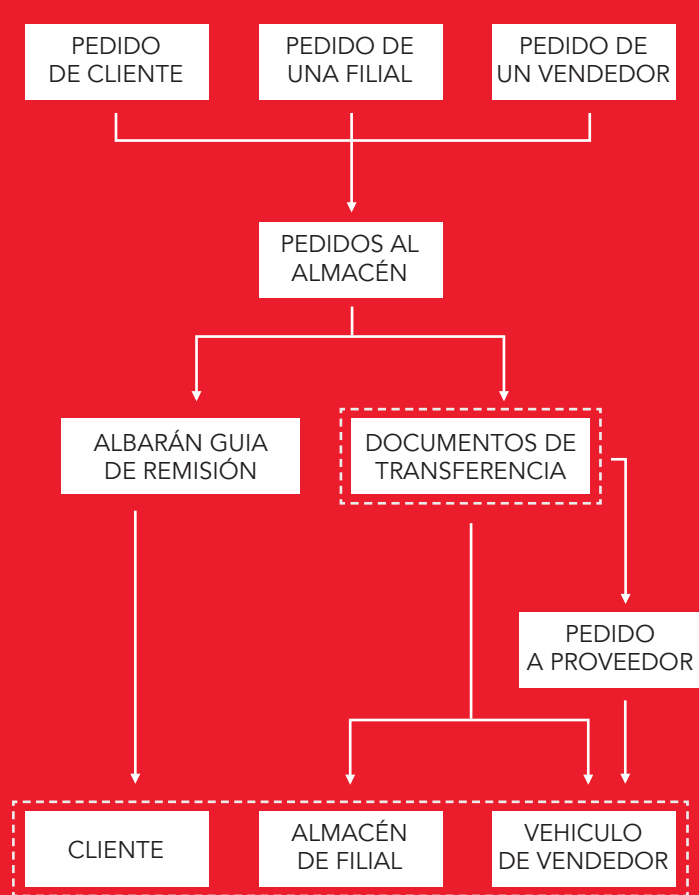 PEDIDO
DE CLIENTE
PEDIDO DE
UNA FILIAL
PEDIDO DE
UN VENDEDOR
PEDIDOS AL
ALMACÉN
ALBARÁN GUIA
DE REMISIÓN
DOCUMENTOS DE
TRANSFERENCIA
PEDIDO
A PROVEEDOR
CLIENTE
ALMACÉN
DE FILIAL
VEHICULO
DE VENDEDOR